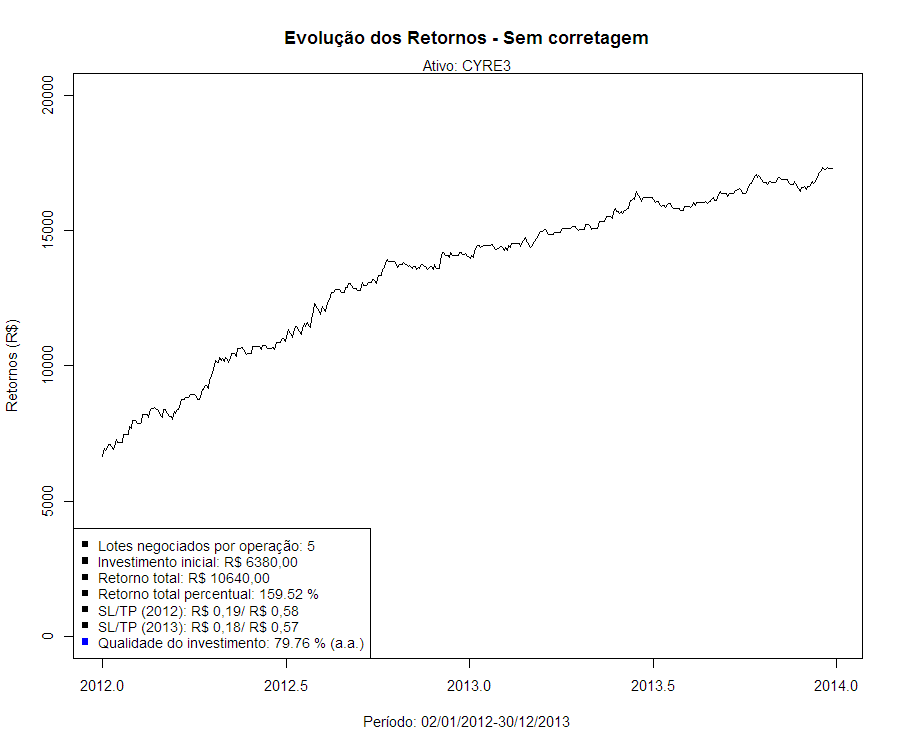 Evolução dos Retornos - Sem corretagem
Ativo: CYRE3
Retornos (R$)
20000
15000
10000
5000
0
Lotes negociados por operação: 5
Investimento inicial: R$ 6380,00
Retorno total: R$ 10640,00
Retorno total percentual: 159.52 %
SL/TP (2012): R$ 0,19/ R$ 0,58
SL/TP (2013): R$ 0,18/ R$ 0,57
Qualidade do investimento: 79.76 % (a.a.)
2012.0 2012.5 2013.0 2013.5 2014.0
Período: 02/01/2012-30/12/2013